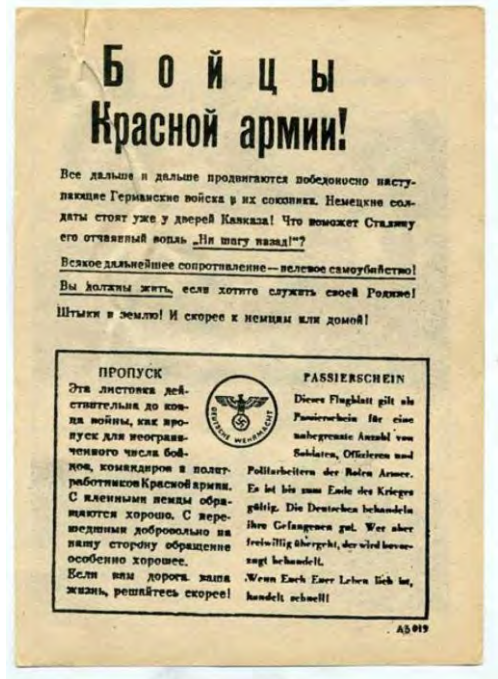 Бойцы
Красной армии!
Все дальше и дальше продвигаются победоносно насту-
пающие Германские войска и их союзники. Немецкие сол-
даты стоят уже у дверей Кавказа! Что поможет Сталину
его отчаянный вопль „Ни шагу назад!“?
Всякое дальнейшее сопротивление — нелепое самоубийство!
Вы должны жить, если хотите служить своей Родине!
Штыки в землю! И скорее к немцам или домой!
ПРОПУСК
Эта листовка дей-
ствительна до кон-
ца войны, как про-
пуск для неограни-
ченного числа бой-
цов, командиров и полит-
работников Красной армии.
С пленными немцы обра-
щаются хорошо. С пере-
шедшими добровольно на
нашу сторону обращение
особенно хорошее.
Если вам дорога ваша
жизнь, решайтесь скорее!
DEUTSCHE WEHRMACHT
PASSIERSCHEIN
Dieses Flugblatt gilt als
Passierschein für eine
unbegrenzte Anzahl von
Soldaten, Offizieren und
Politarbeitern der Roten Armee.
Es ist bis zum Ende des Krieges
gültig. Die Deutschen behandeln
ihre Gefangenen gut. Wer aber
freiwillig übergeht, der wird bevor-
zugt behandelt.
Wenn Euch Euer Leben lieb ist,
handelt schnell!
AB 019